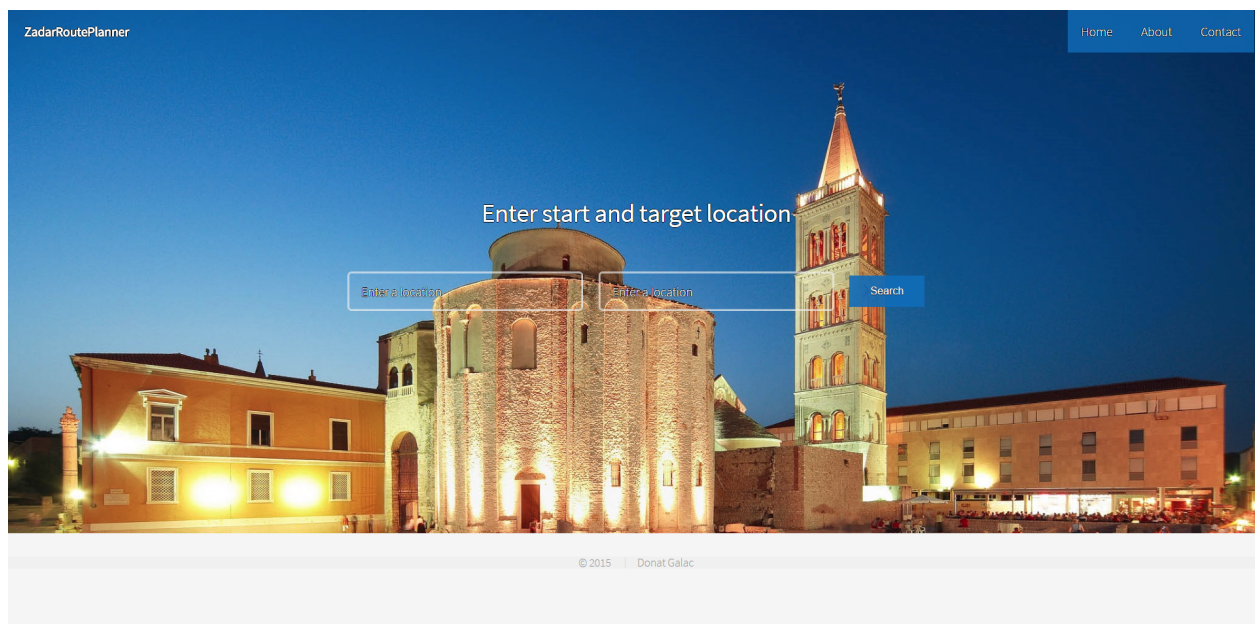 ZadarRoutePlanner
Home About Contact
Enter start and target location
Enter a location Enter a location Search
© 2015 | Donat Galac